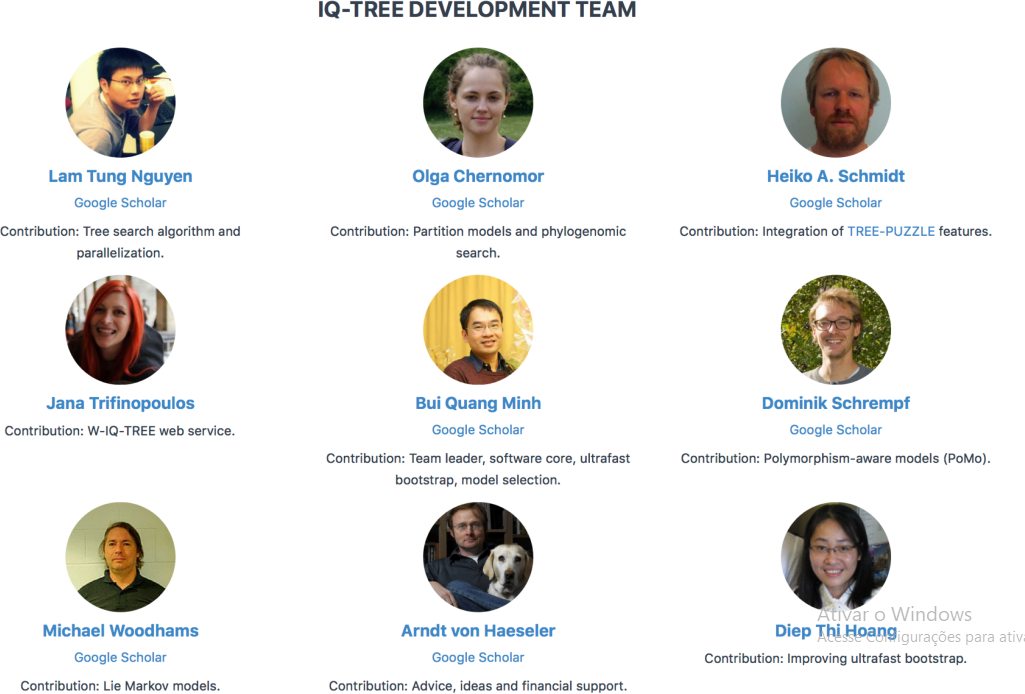 IQ-TREE DEVELOPMENT TEAM
Lam Tung Nguyen
Olga Chernomor
Heiko A. Schmidt
Google Scholar
Google Scholar
Google Scholar
Contribution: Tree search algorithm and
parallelization.
Contribution: Partition models and phylogenomic
search.
Contribution: Integration of TREE-PUZZLE features.
Jana Trifinopoulos
Bui Quang Minh
Dominik Schrempf
Google Scholar
Google Scholar
Contribution: W-IQ-TREE web service.
Contribution: Team leader, software core, ultrafast
bootstrap, model selection.
Contribution: Polymorphism-aware models (PoMo).
Michael Woodhams
Arndt von Haeseler
Diep Thi Hoang
Google Scholar
Google Scholar
Contribution: Lie Markov models.
Contribution: Advice, ideas and financial support.
Contribution: Improving ultrafast bootstrap.
Ativar o Windows
Acesse Configurações para ativa